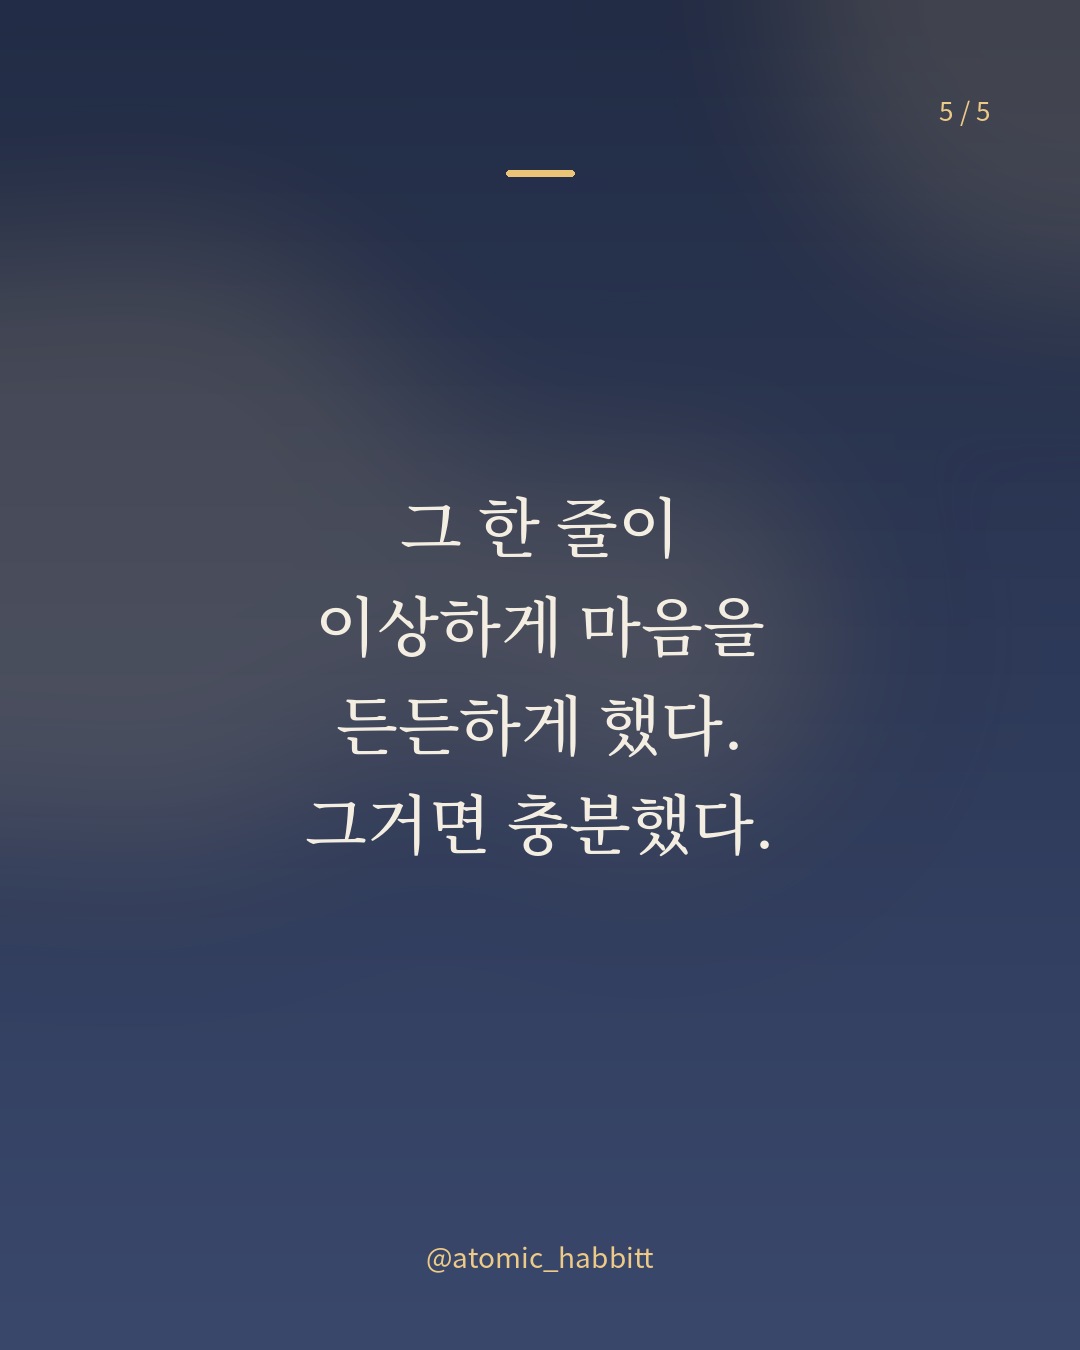 5 / 5
그 한 줄이
이상하게 마음을
든든하게 했다.
그거면 충분했다.
@atomic_habbitt